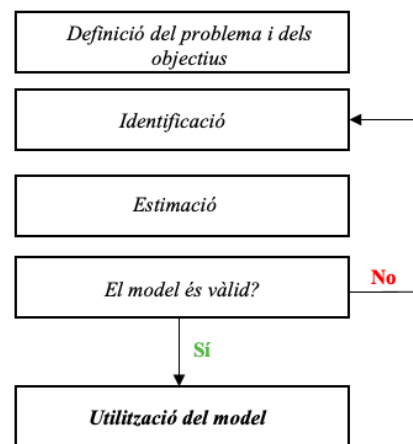 Definició del problema i dels
objectius
Identificació
Estimació
El model és vàlid?
No
Sí
Utilització del model